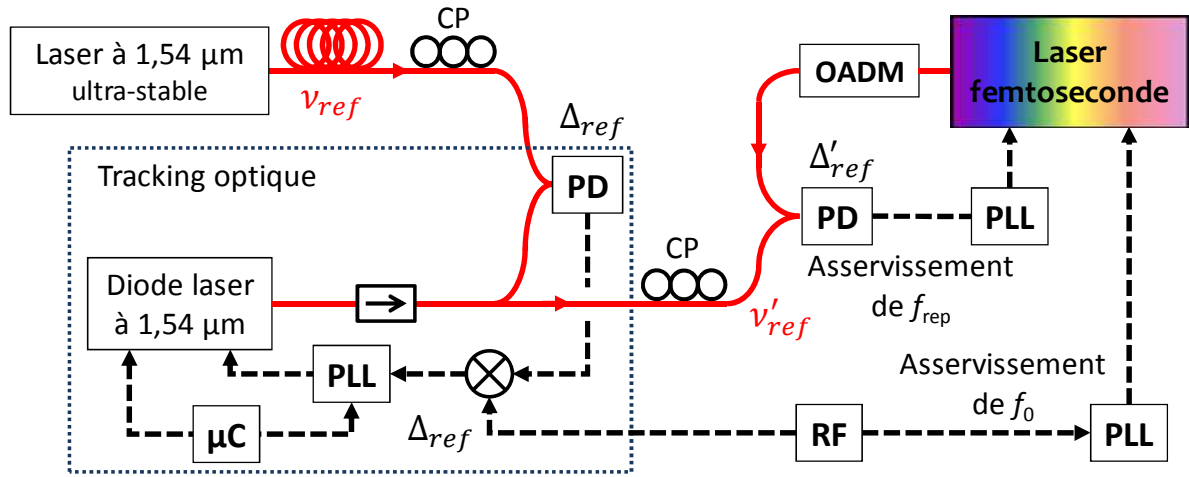 Laser à 1,54 µm
ultra-stable
CP
ν_ref
Δ_ref
OADM
Laser
femtoseconde
Tracking optique
PD
Δ′_ref
PD
PLL
CP
Asservissement
de f_rep
Diode laser
à 1,54 µm
ν′_ref
PLL
Asservissement
de f_0
µC
Δ_ref
RF
PLL